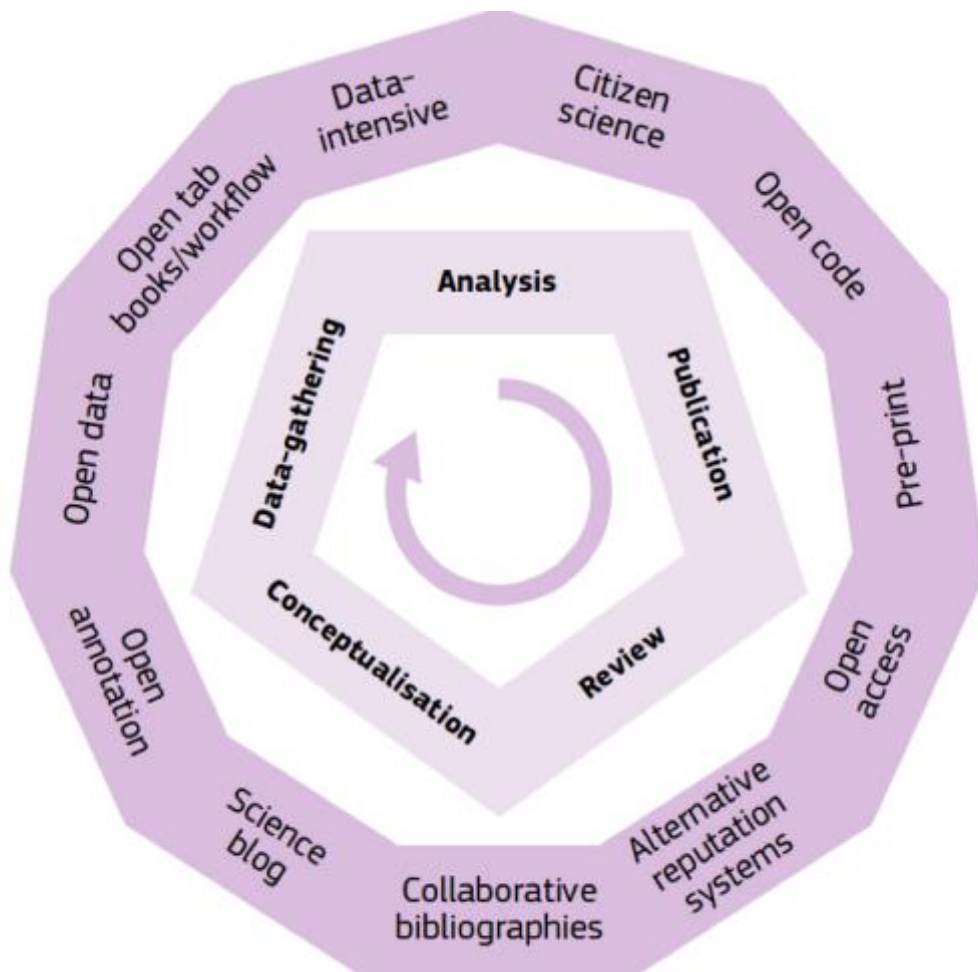 Data-
intensive
Citizen
science
Open code
Pre-print
Open
access
Alternative
reputation
systems
Collaborative
bibliographies
Science
blog
Open
annotation
Open data
Open tab
books/workflow
Analysis
Publication
Review
Conceptualisation
Data-gathering